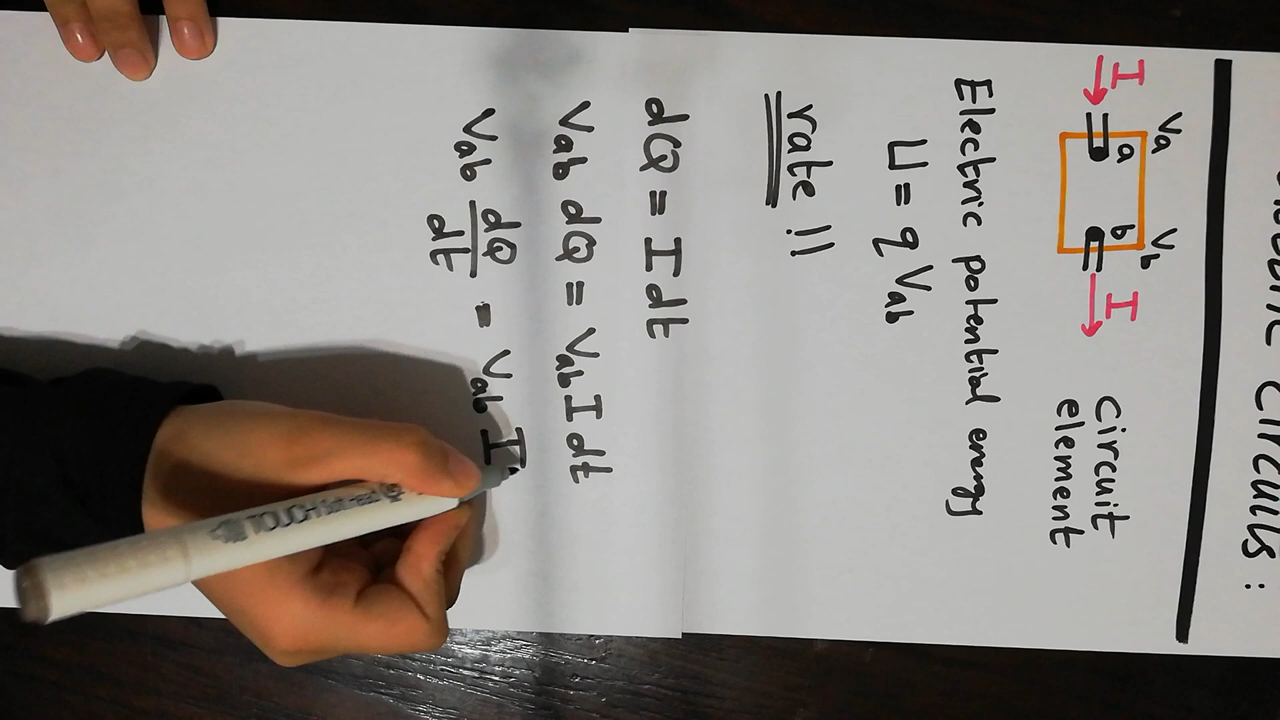 Circuits:
Va Vb
I a b I
circuit
element
Electric potential energy
U = q Vab
rate !!
dQ = I dt
Vab dQ = Vab I dt
Vab dQ/dt = Vab I
TOUCH